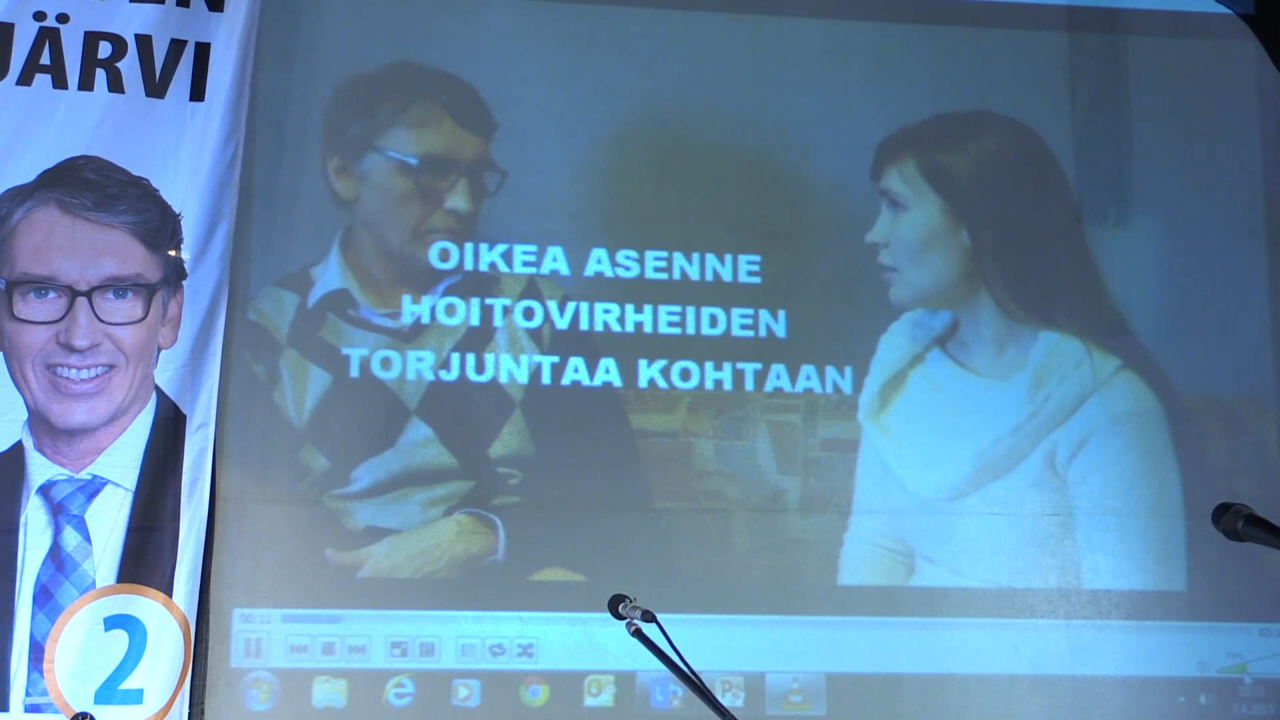 JÄRVI
OIKEA ASENNE
HOITOVIRHEIDEN
TORJUNTAA KOHTAAN
2